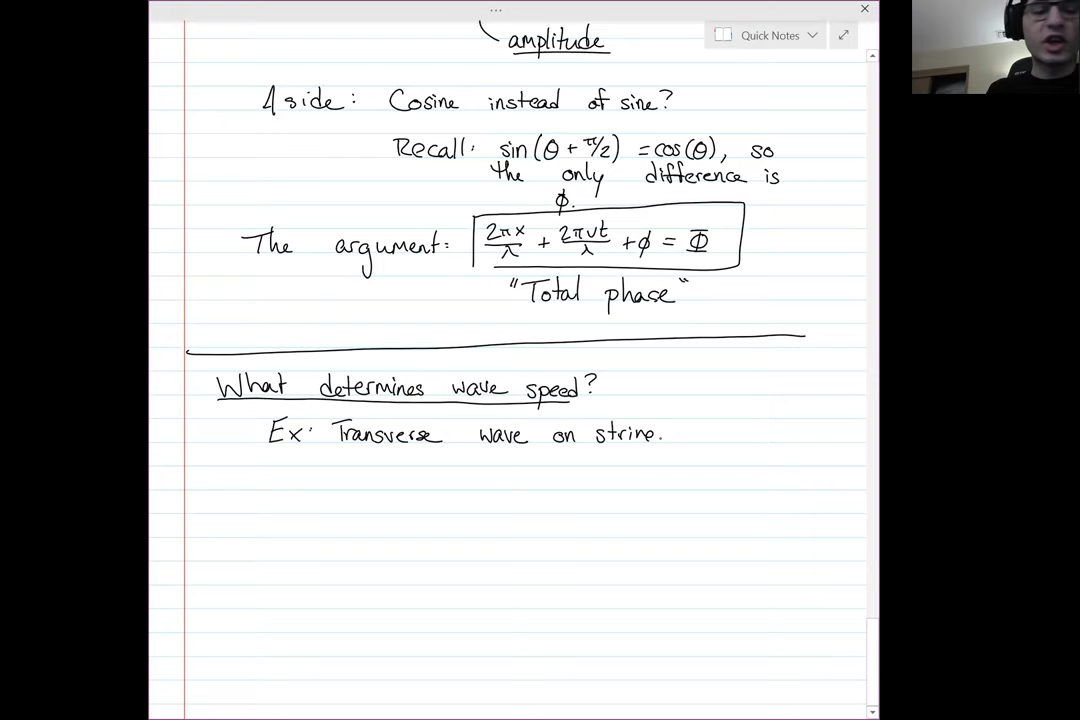 Quick Notes
amplitude
Aside: Cosine instead of sine?
Recall: sin(θ + π/2) = cos(θ), so
the only difference is
ϕ.
The argument: 2πx/λ + 2πvt/λ + ϕ = Φ
"Total phase"
What determines wave speed?
Ex: Transverse wave on strine.